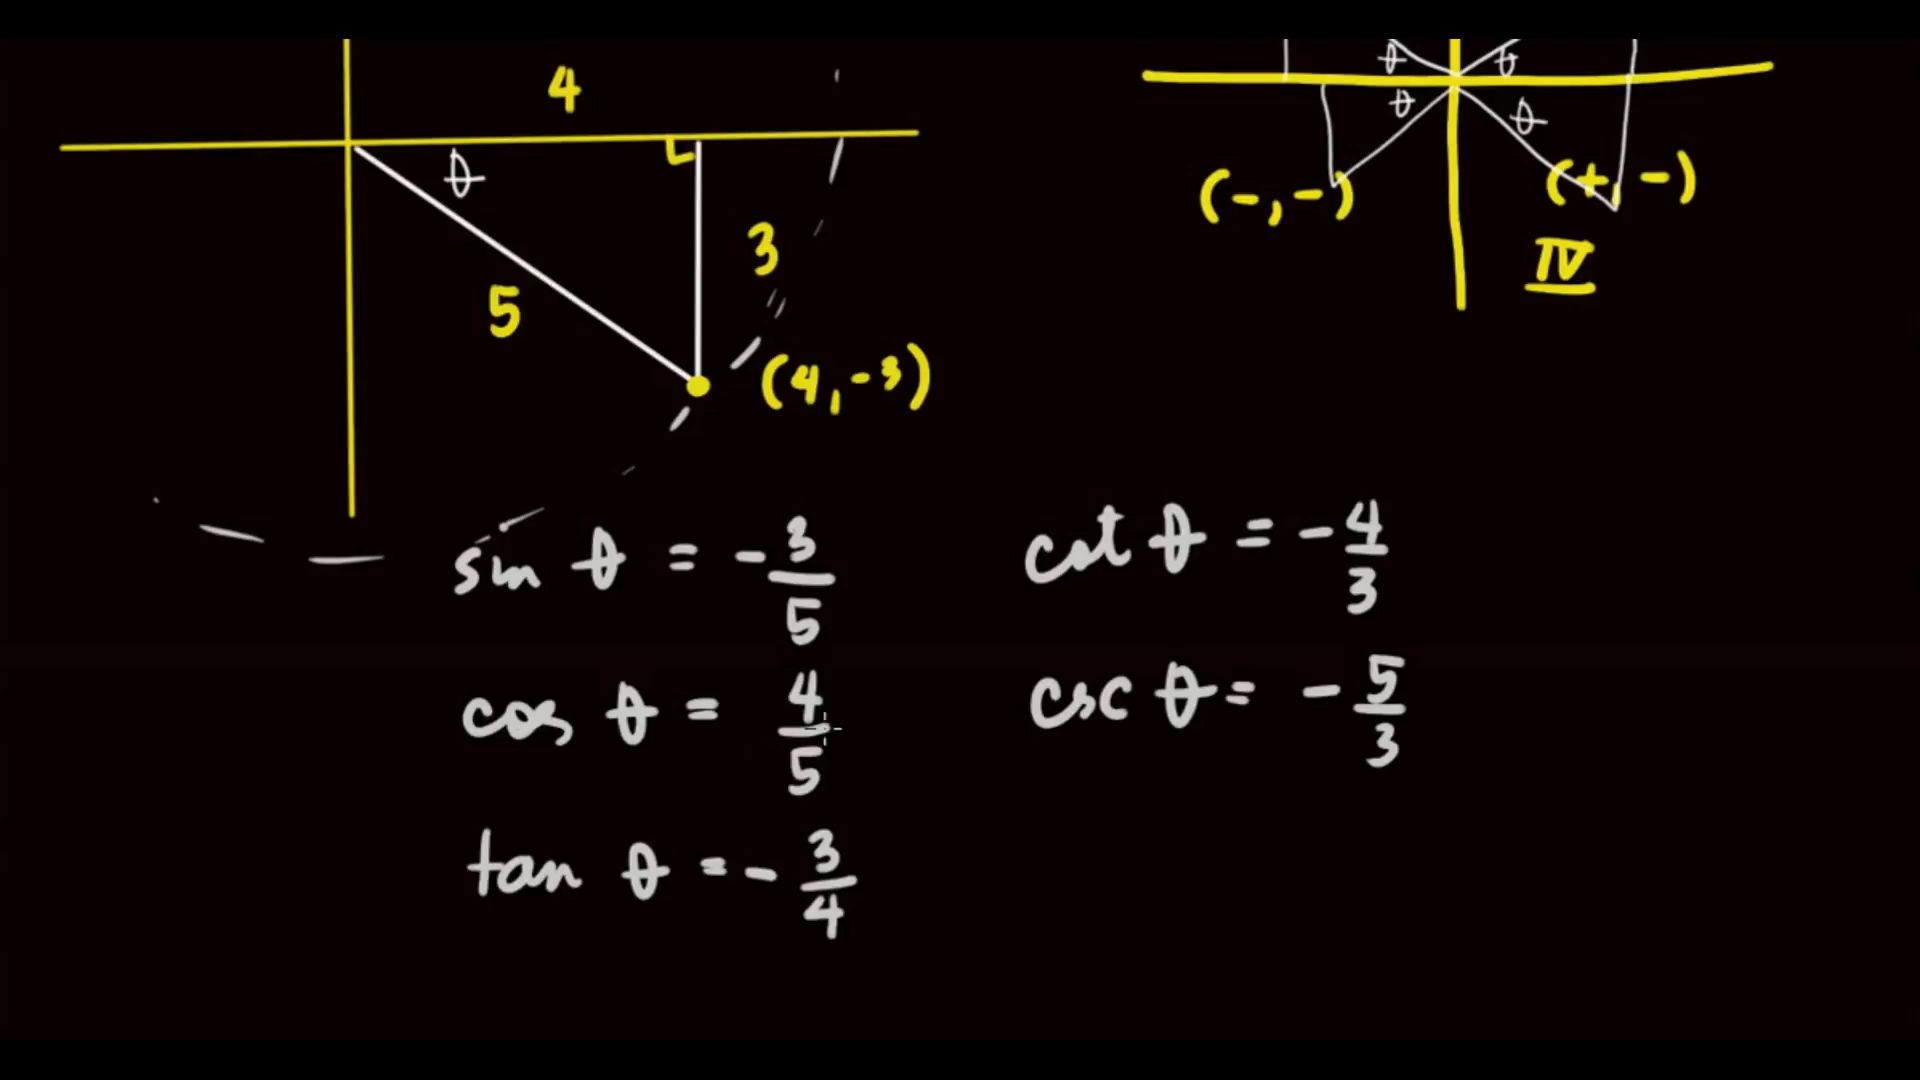 4
θ
3
5
(4, -3)
θ θ
θ θ
(-, -) (+, -)
IV
sin θ = - 3/5
cos θ = 4/5
tan θ = - 3/4
cot θ = - 4/3
csc θ = - 5/3